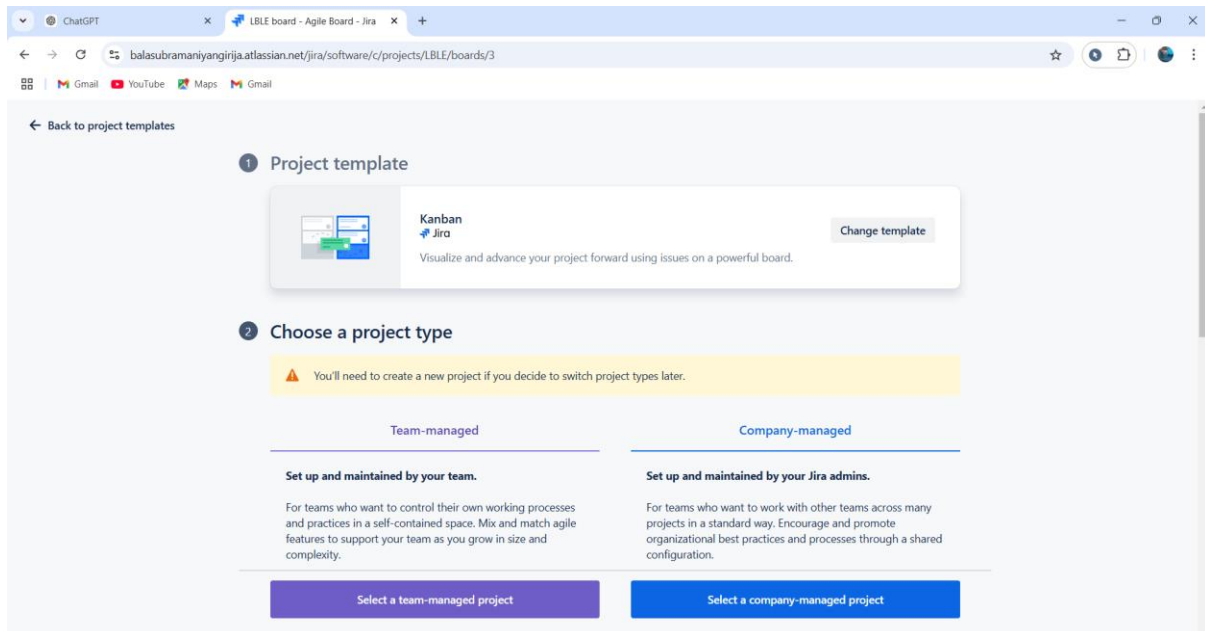 ChatGPT
LBLE board - Agile Board - Jira
balasubramaniyangirija.atlassian.net/jira/software/c/projects/LBLE/boards/3
Gmail YouTube Maps Gmail
Back to project templates
1 Project template
Kanban
Jira
Visualize and advance your project forward using issues on a powerful board.
Change template
2 Choose a project type
You'll need to create a new project if you decide to switch project types later.
Team-managed
Set up and maintained by your team.
For teams who want to control their own working processes
and practices in a self-contained space. Mix and match agile
features to support your team as you grow in size and
complexity.
Select a team-managed project
Company-managed
Set up and maintained by your Jira admins.
For teams who want to work with other teams across many
projects in a standard way. Encourage and promote
organizational best practices and processes through a shared
configuration.
Select a company-managed project